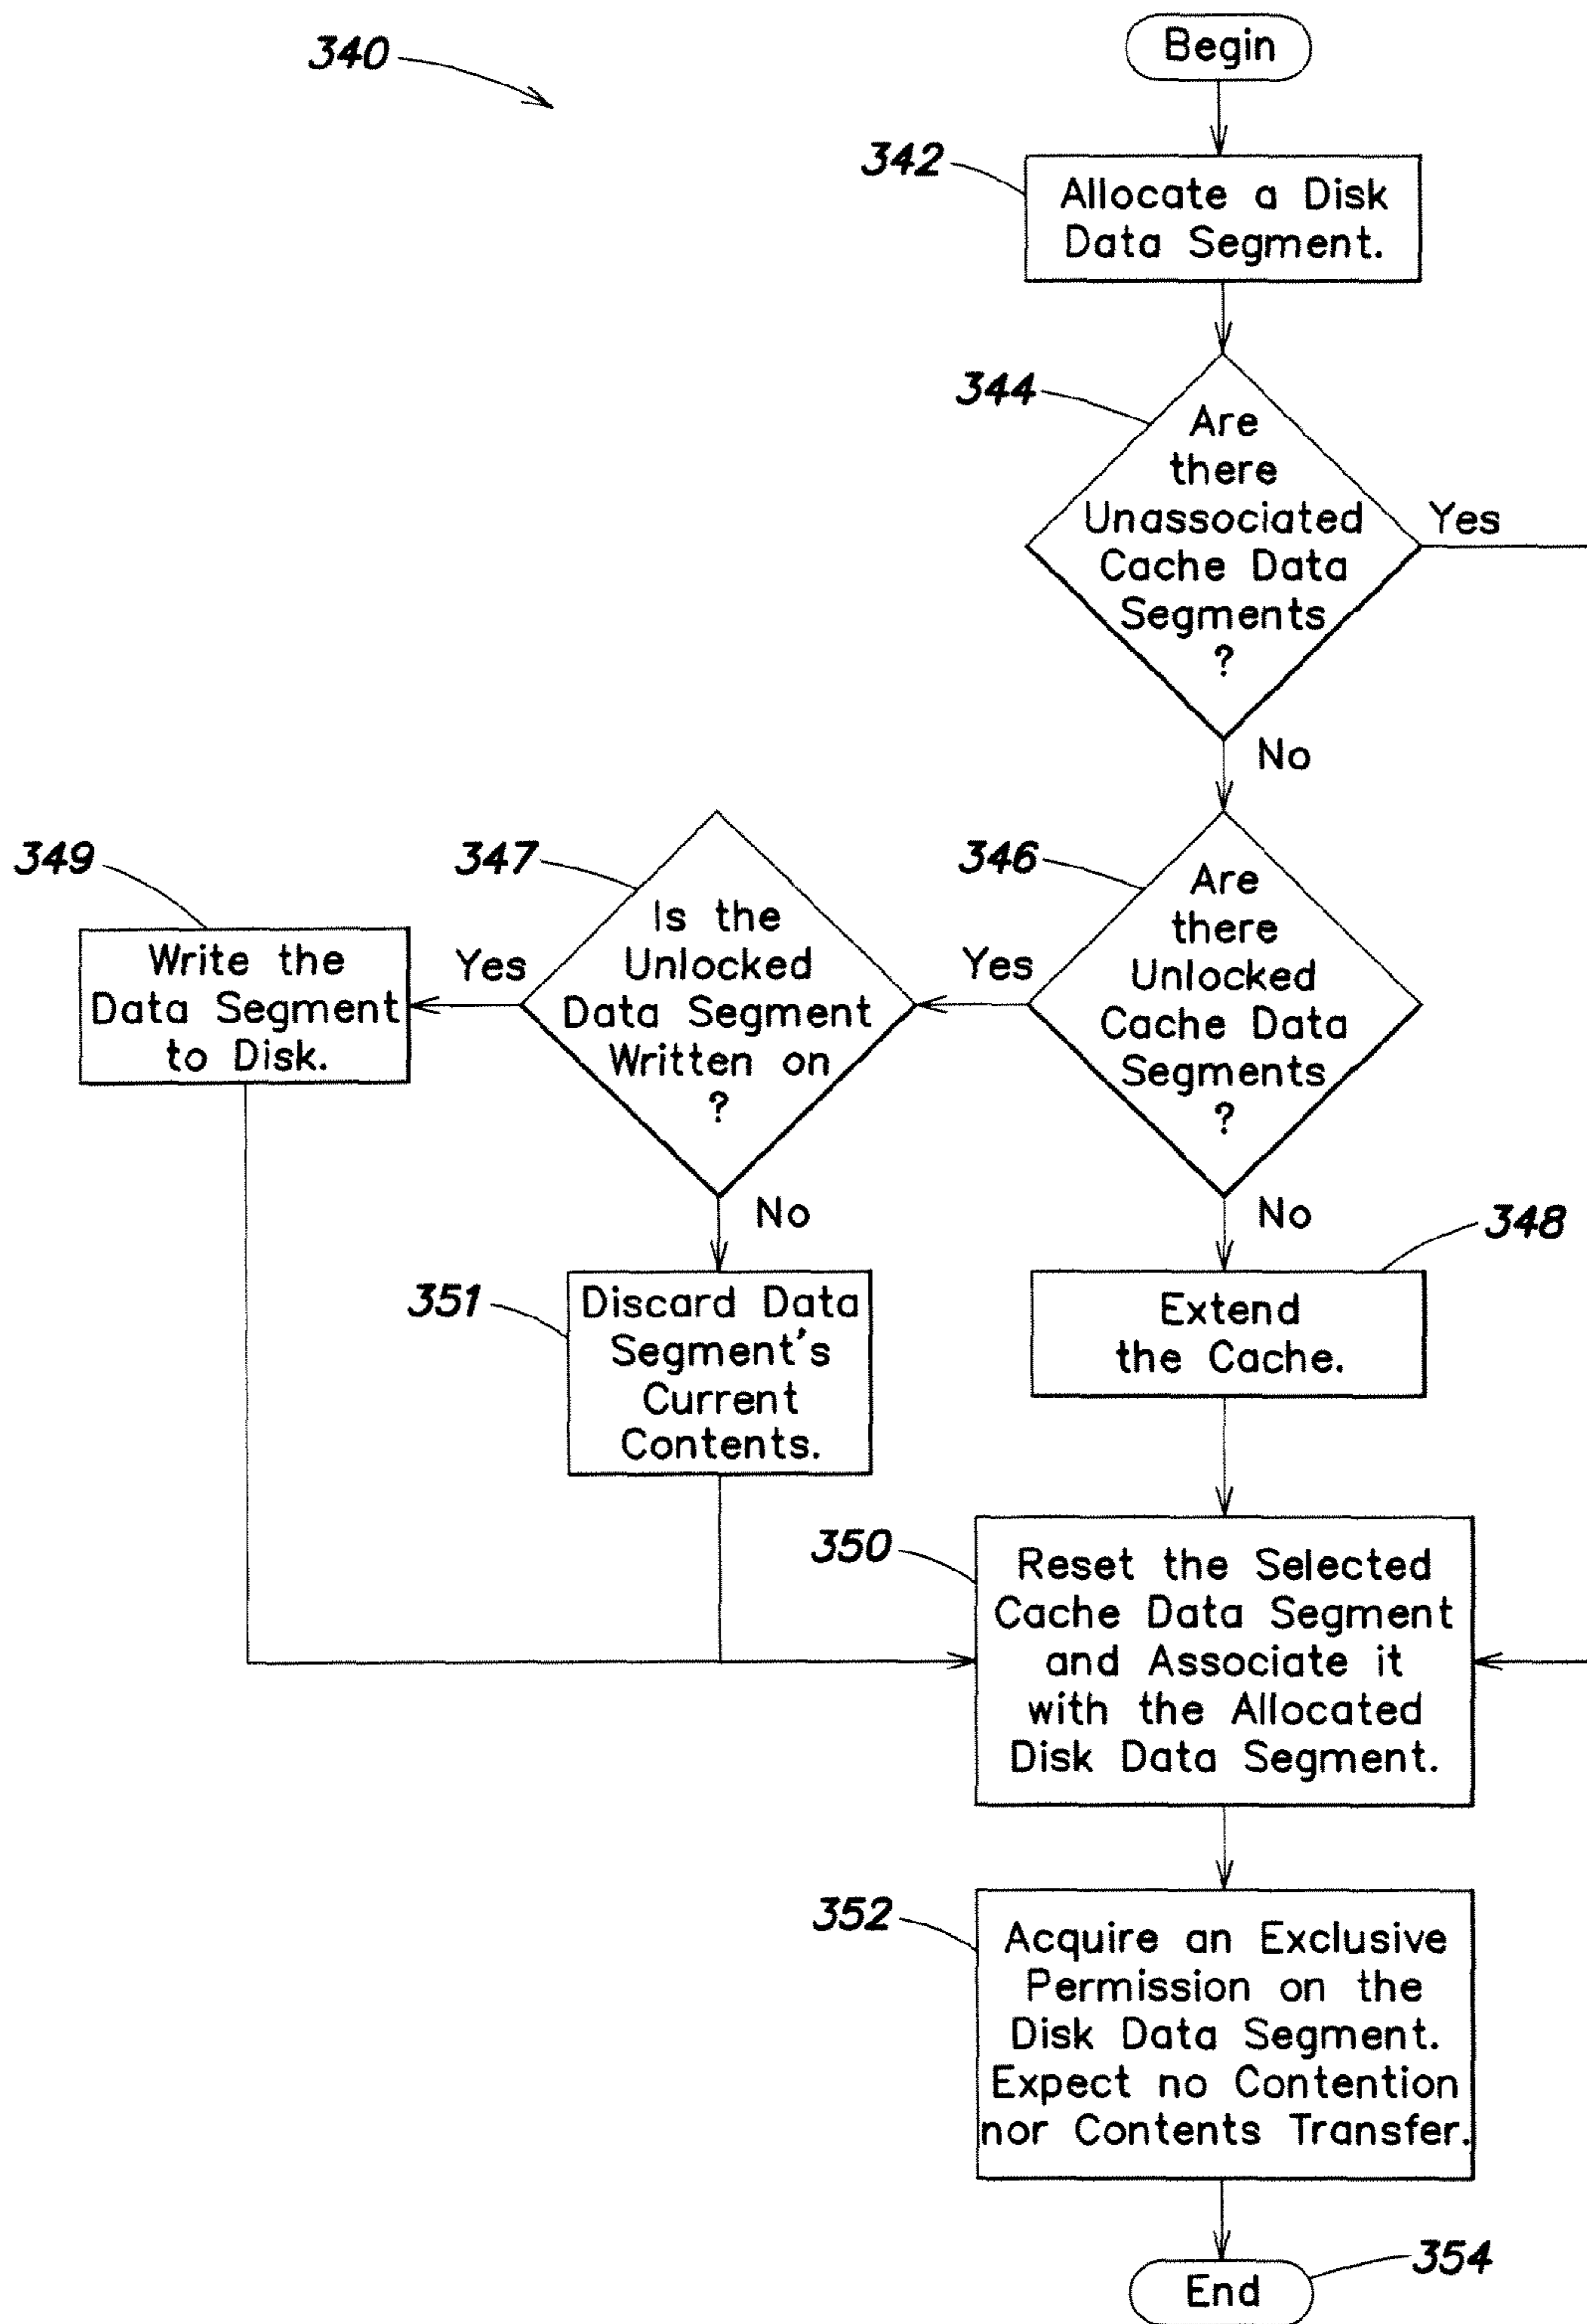 340
Begin
342
Allocate a Disk
Data Segment.
344
Are
there
Unassociated
Cache Data
Segments
?
Yes
No
349
Write the
Data Segment
to Disk.
Yes
347
Is the
Unlocked
Data Segment
Written on
?
Yes
346
Are
there
Unlocked
Cache Data
Segments
?
No
No
351
Discard Data
Segment's
Current
Contents.
348
Extend
the Cache.
350
Reset the Selected
Cache Data Segment
and Associate it
with the Allocated
Disk Data Segment.
352
Acquire an Exclusive
Permission on the
Disk Data Segment.
Expect no Contention
nor Contents Transfer.
354
End